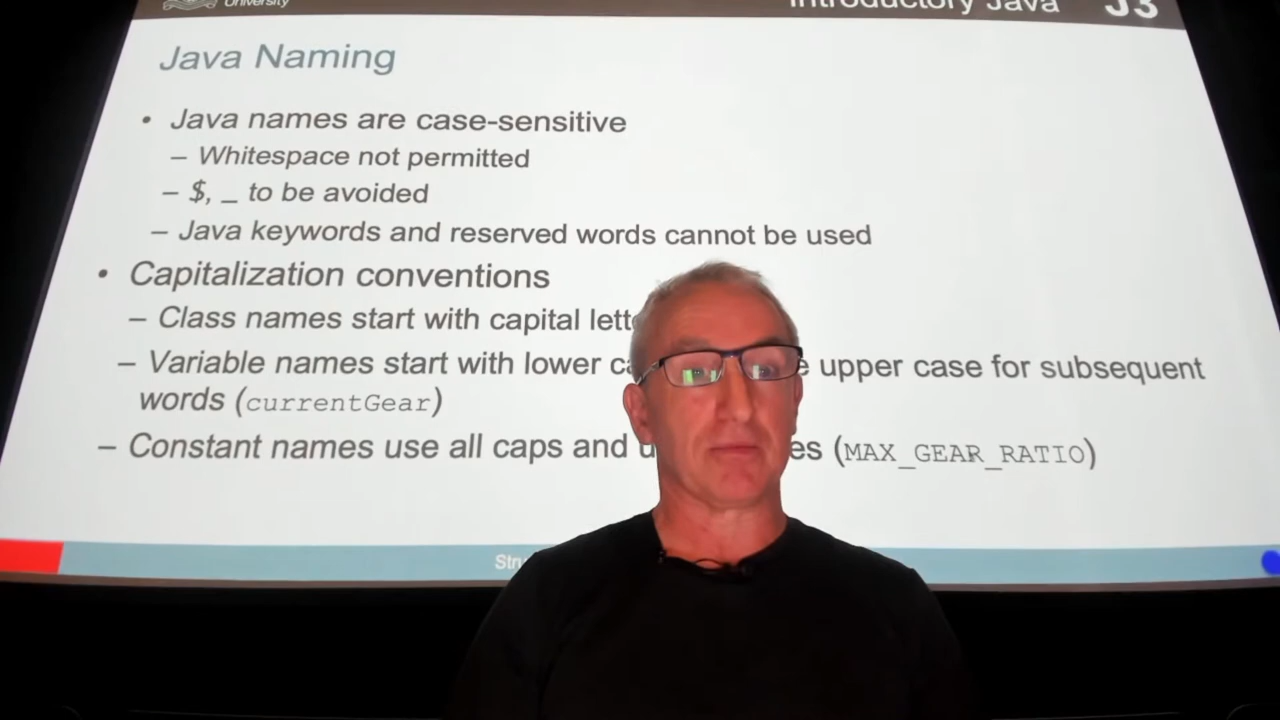 University
Introductory Java J3
Java Naming
• Java names are case-sensitive
– Whitespace not permitted
– $, _ to be avoided
– Java keywords and reserved words cannot be used
• Capitalization conventions
– Class names start with capital
– Variable names start with lower upper case for subsequent
words (currentGear)
– Constant names use all caps and (MAX_GEAR_RATIO)